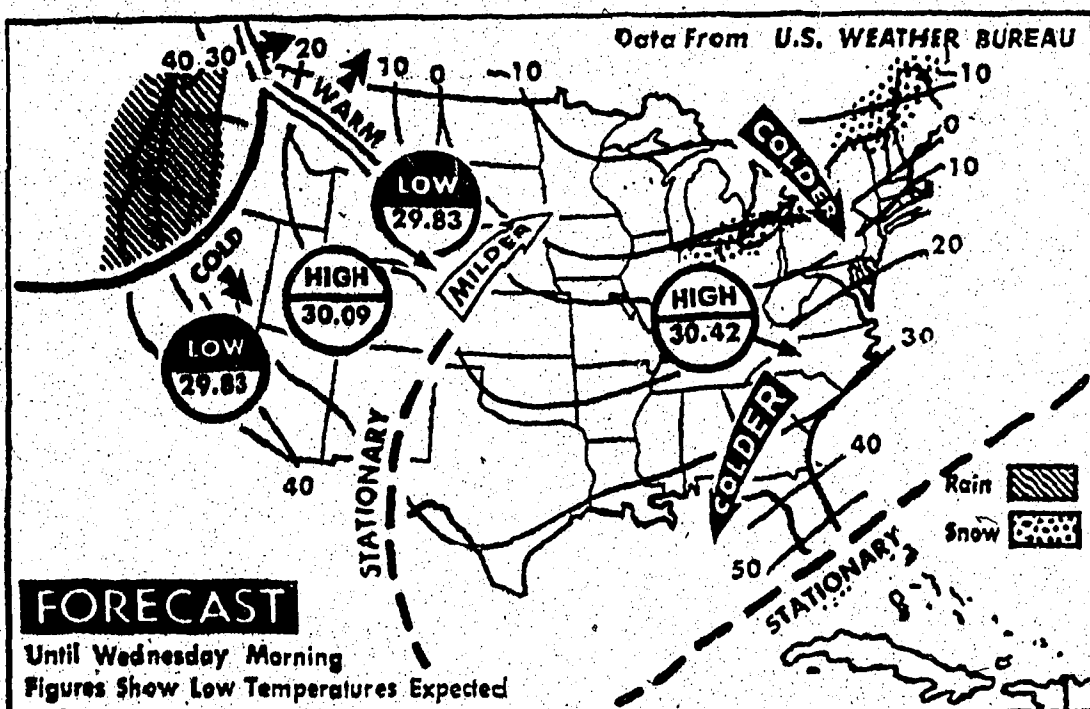 Data From U.S. WEATHER BUREAU
40 30 20 10 0 -10
WARM
-10
0
10
20
30
40
50
COLDER
LOW
29.83
MILDER
COLD
HIGH
30.09
HIGH
30.42
LOW
29.83
COLDER
40
STATIONARY
Rain
Snow
STATIONARY
FORECAST
Until Wednesday Morning
Figures Show Low Temperatures Expected